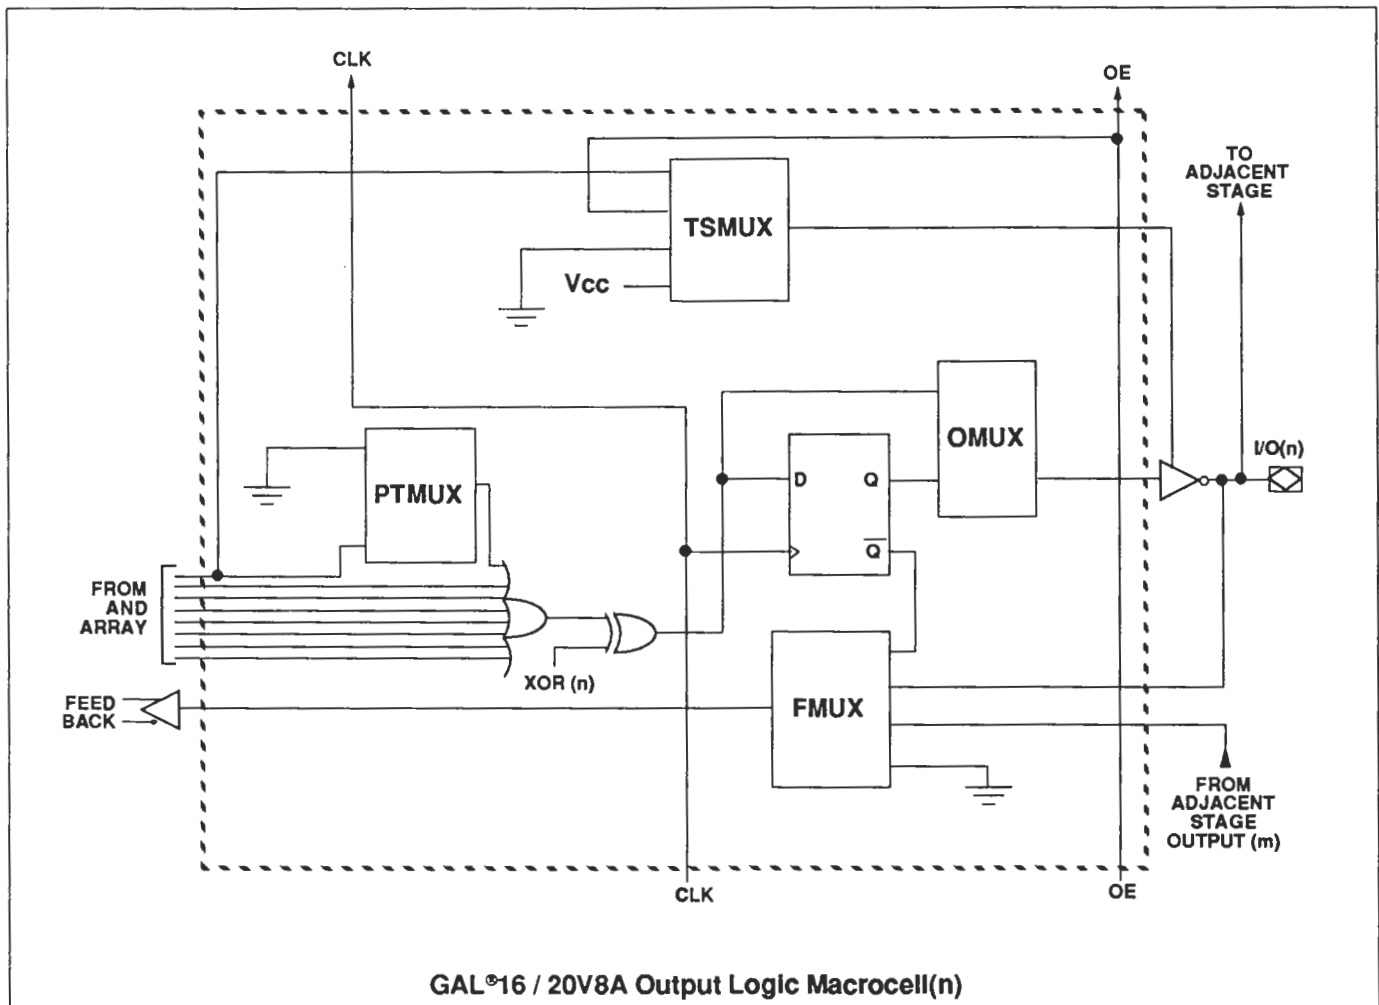 CLK
OE
TO
ADJACENT
STAGE
TSMUX
Vcc
OMUX
I/O(n)
PTMUX
D
Q
Q̅
FROM
AND
ARRAY
XOR (n)
FEED
BACK
FMUX
FROM
ADJACENT
STAGE
OUTPUT (m)
CLK
OE
GAL®16 / 20V8A Output Logic Macrocell(n)